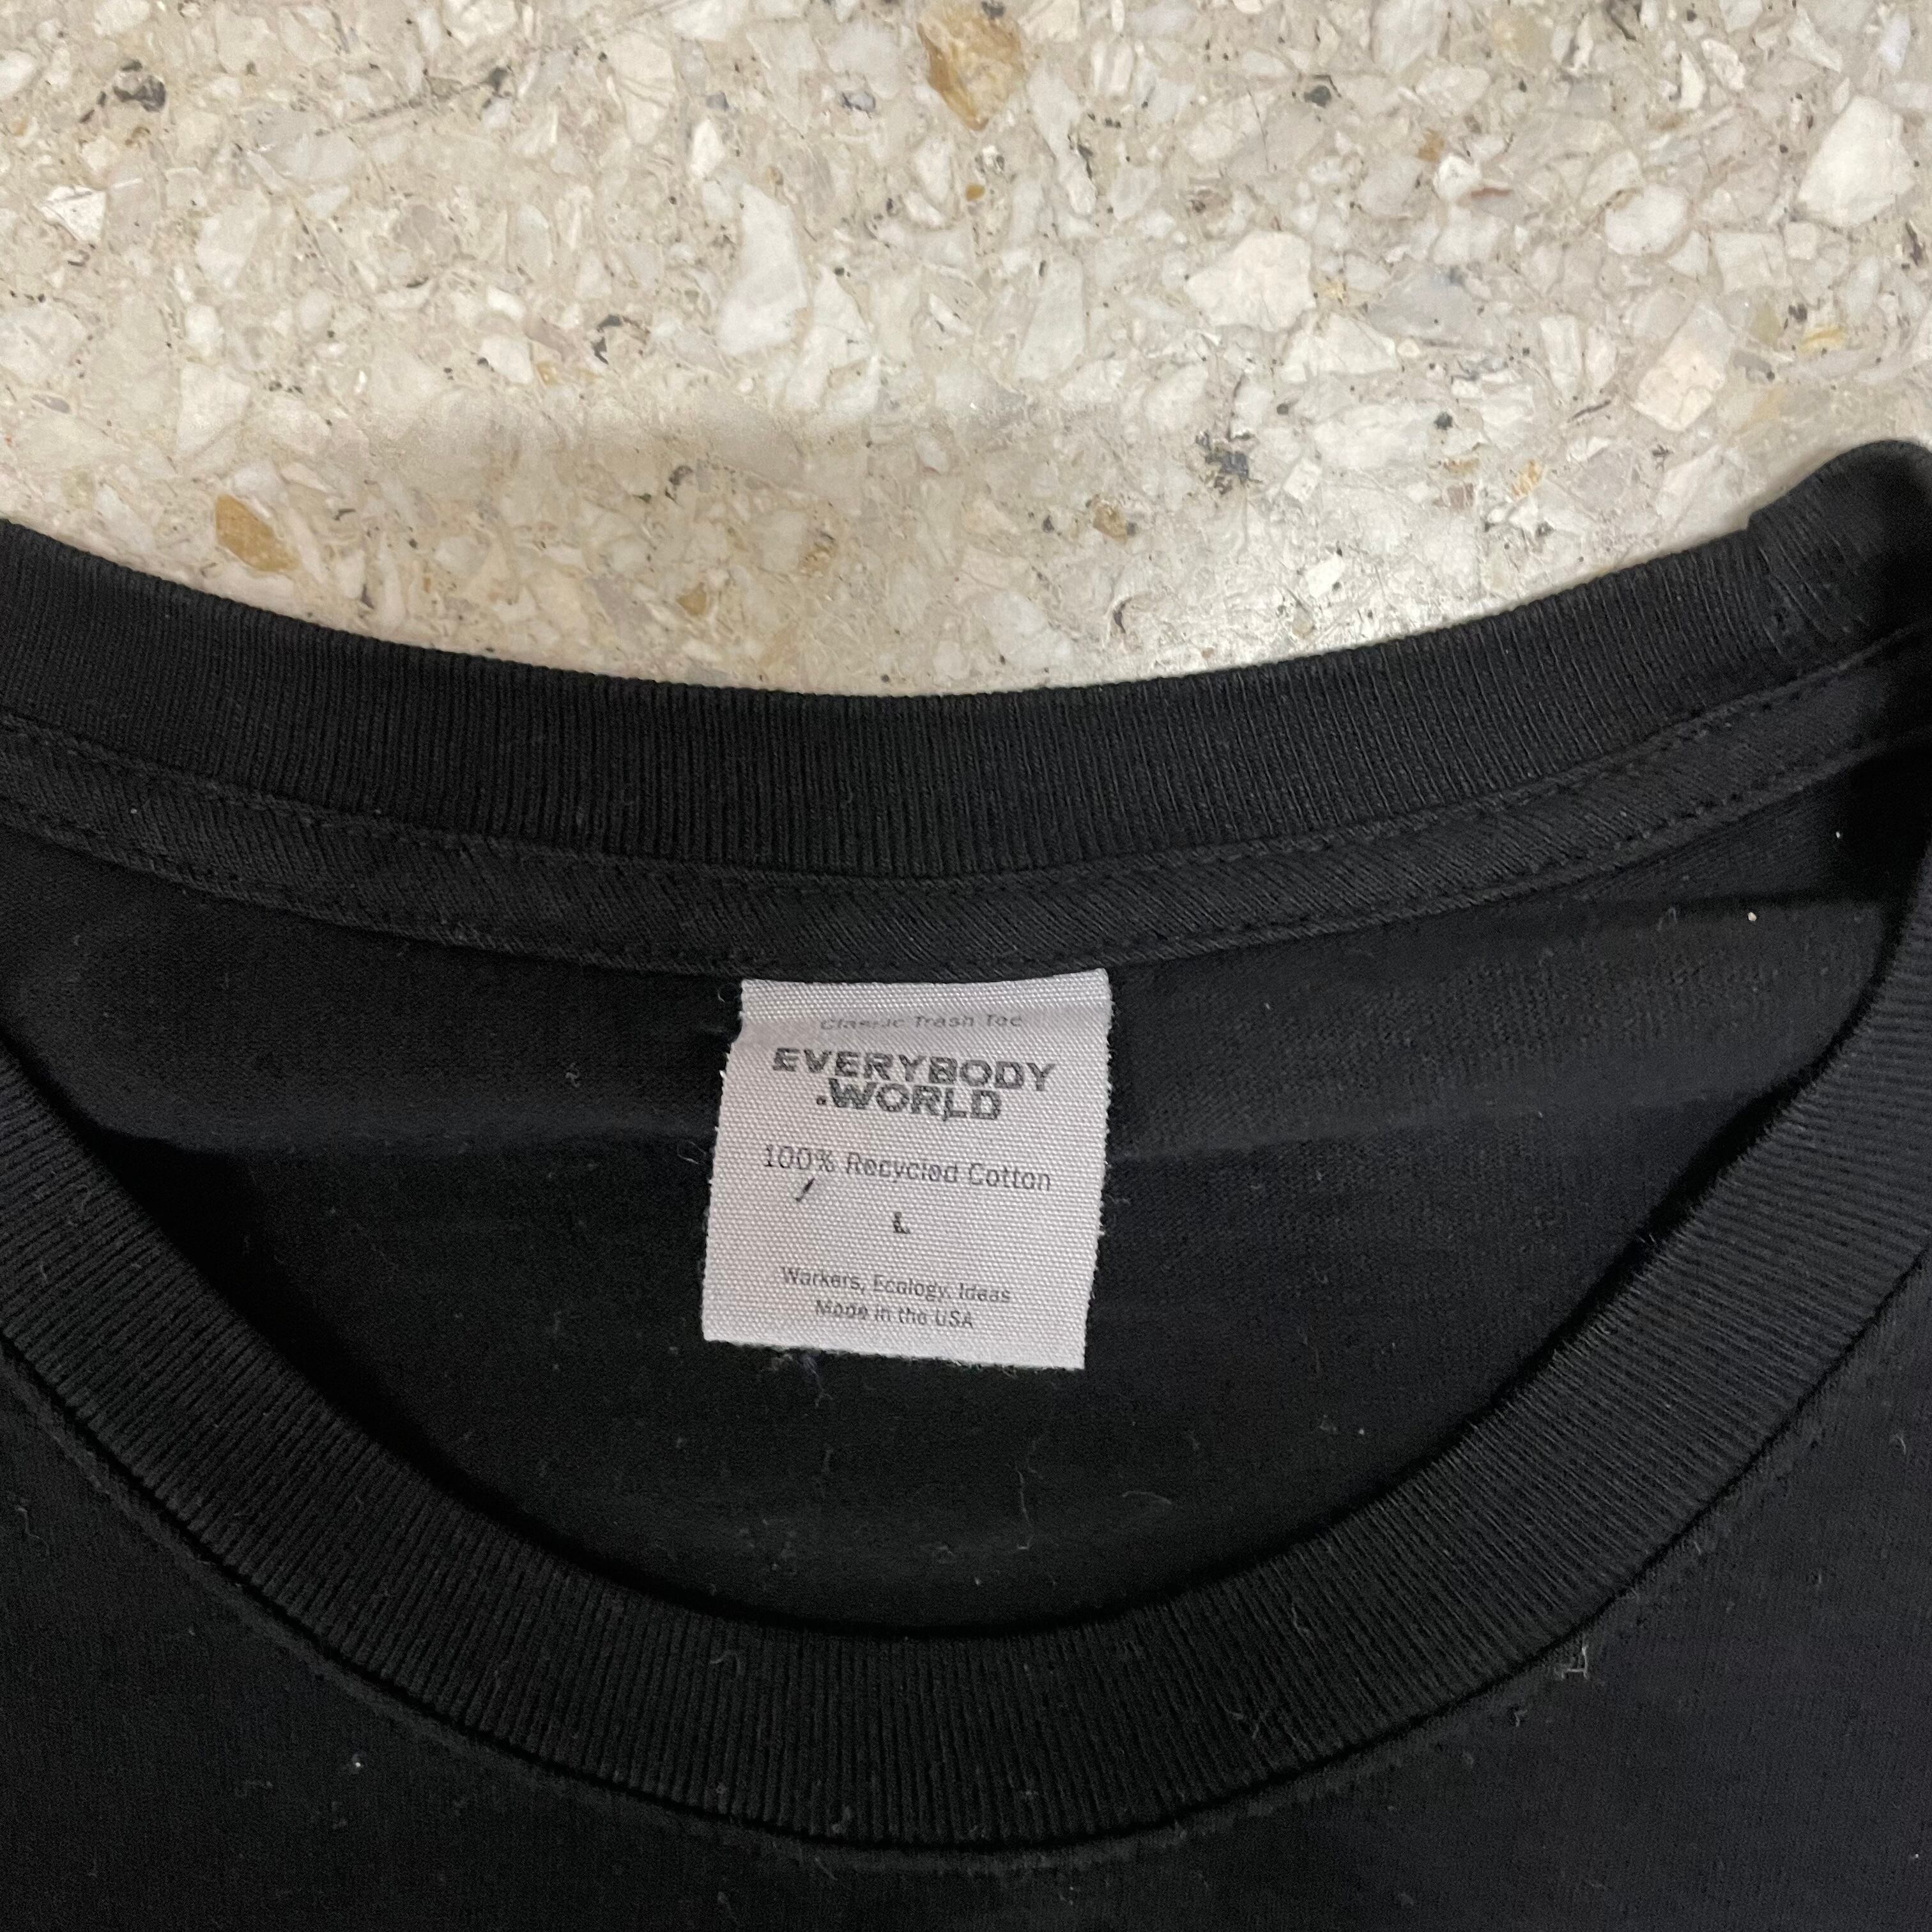 Classic Trash Tee
EVERYBODY
.WORLD
100% Recycled Cotton
L
Workers, Ecology, Ideas
Made in the USA